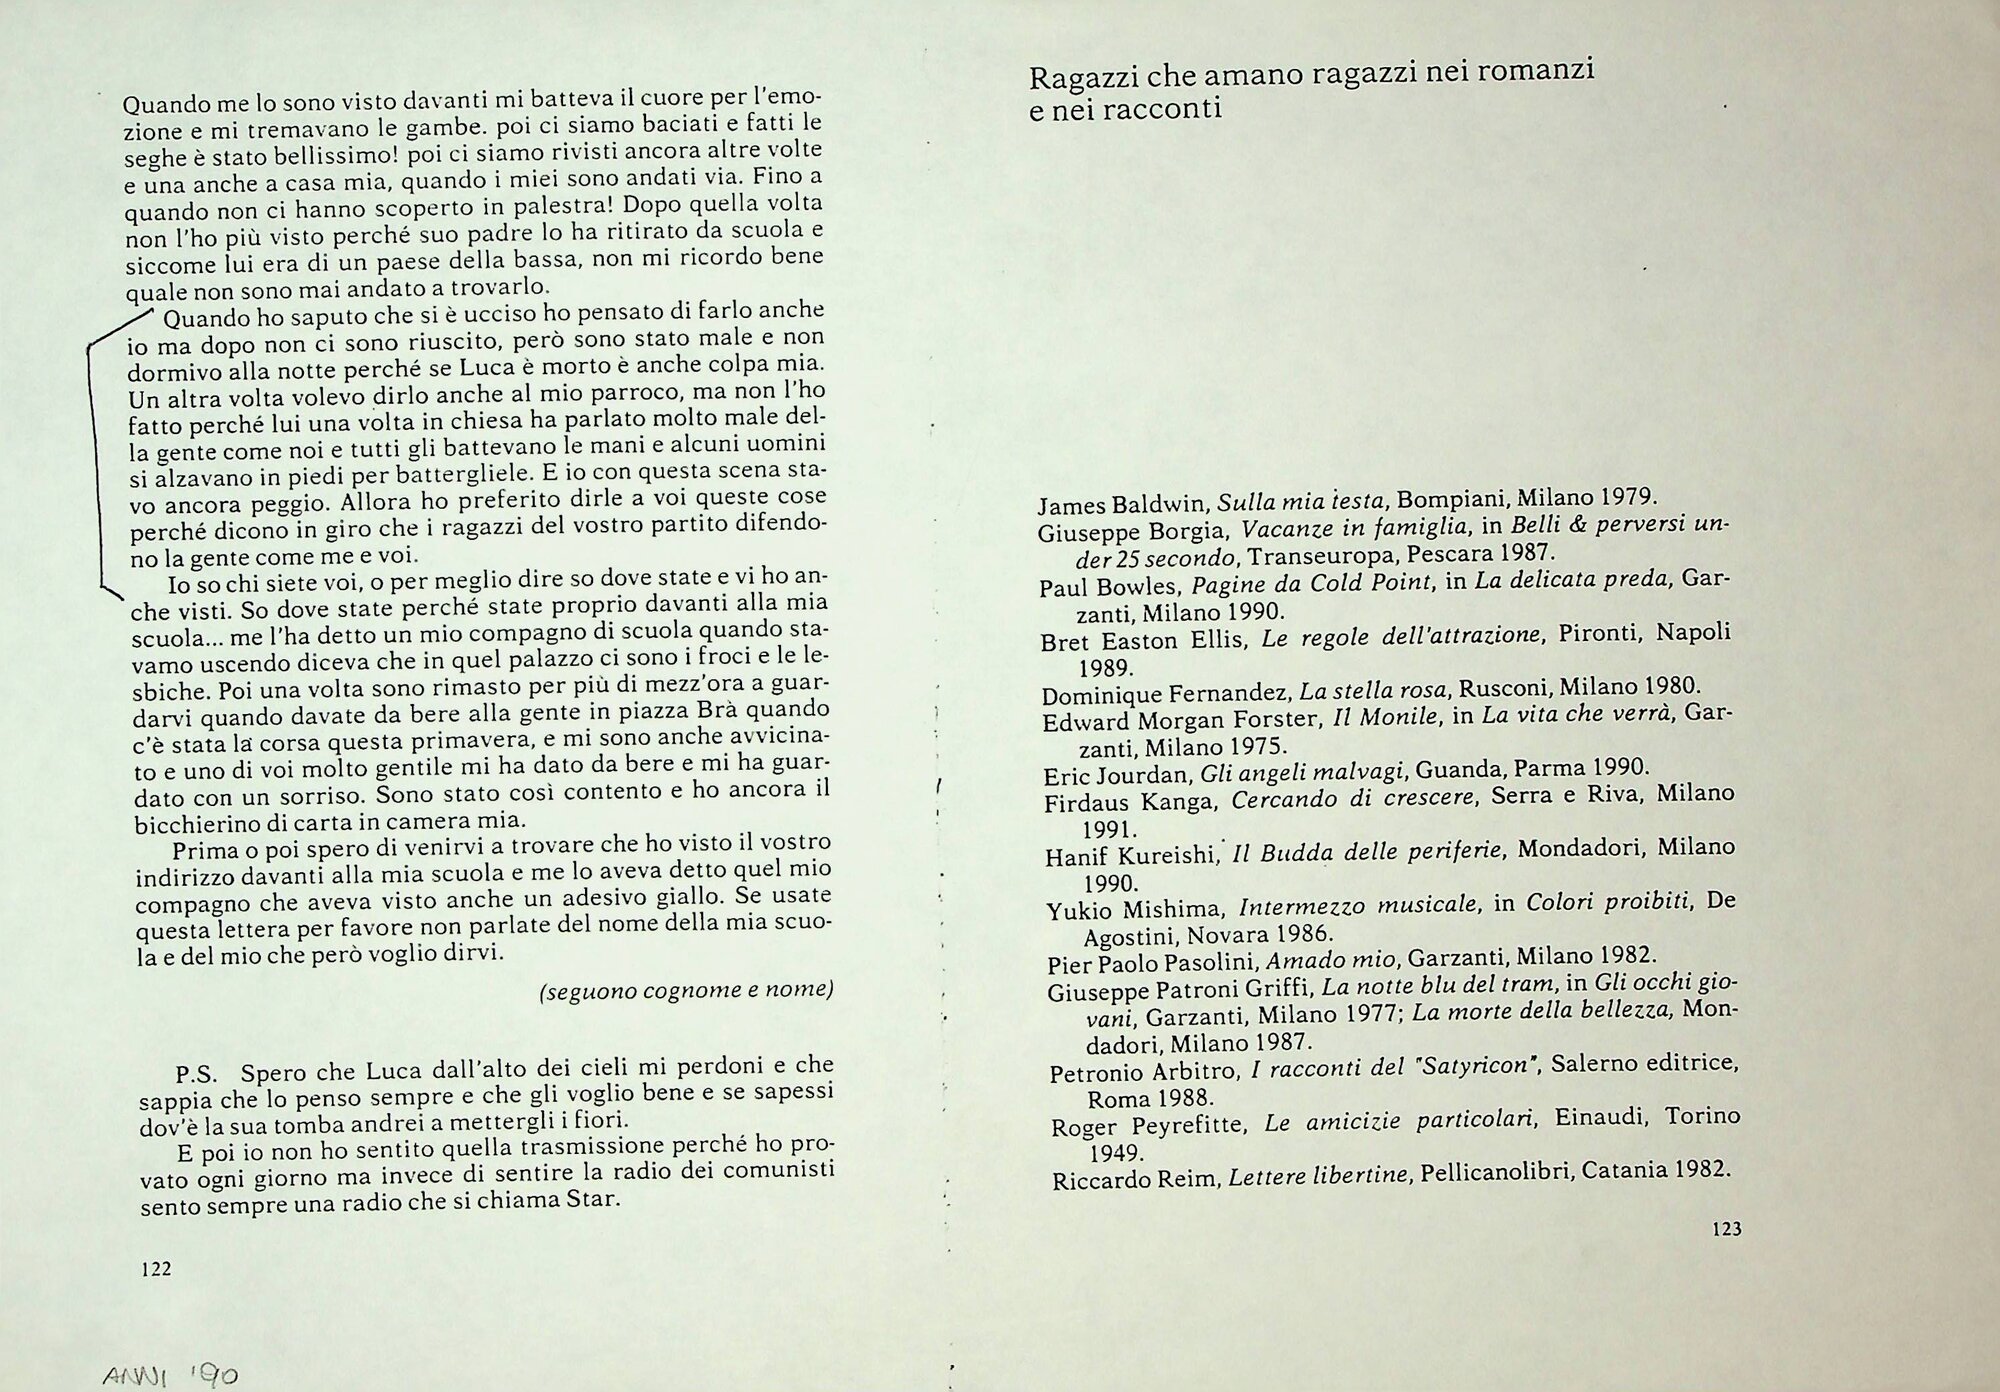 Quando me lo sono visto davanti mi batteva il cuore per l'emo-
zione e mi tremavano le gambe. poi ci siamo baciati e fatti le
seghe è stato bellissimo! poi ci siamo rivisti ancora altre volte
e una anche a casa mia, quando i miei sono andati via. Fino a
quando non ci hanno scoperto in palestra! Dopo quella volta
non l'ho più visto perché suo padre lo ha ritirato da scuola e
siccome lui era di un paese della bassa, non mi ricordo bene
quale non sono mai andato a trovarlo.
Quando ho saputo che si è ucciso ho pensato di farlo anche
io ma dopo non ci sono riuscito, però sono stato male e non
dormivo alla notte perché se Luca è morto è anche colpa mia.
Un altra volta volevo dirlo anche al mio parroco, ma non l'ho
fatto perché lui una volta in chiesa ha parlato molto male del-
la gente come noi e tutti gli battevano le mani e alcuni uomini
si alzavano in piedi per battergliele. E io con questa scena sta-
vo ancora peggio. Allora ho preferito dirle a voi queste cose
perché dicono in giro che i ragazzi del vostro partito difendo-
no la gente come me e voi.
Io so chi siete voi, o per meglio dire so dove state e vi ho an-
che visti. So dove state perché state proprio davanti alla mia
scuola... me l'ha detto un mio compagno di scuola quando sta-
vamo uscendo diceva che in quel palazzo ci sono i froci e le le-
sbiche. Poi una volta sono rimasto per più di mezz'ora a guar-
darvi quando davate da bere alla gente in piazza Brà quando
c'è stata la corsa questa primavera, e mi sono anche avvicina-
to e uno di voi molto gentile mi ha dato da bere e mi ha guar-
dato con un sorriso. Sono stato così contento e ho ancora il
bicchierino di carta in camera mia.
Prima o poi spero di venirvi a trovare che ho visto il vostro
indirizzo davanti alla mia scuola e me lo aveva detto quel mio
compagno che aveva visto anche un adesivo giallo. Se usate
questa lettera per favore non parlate del nome della mia scuo-
la e del mio che però voglio dirvi.
(seguono cognome e nome)
P.S. Spero che Luca dall'alto dei cieli mi perdoni e che
sappia che lo penso sempre e che gli voglio bene e se sapessi
dov'è la sua tomba andrei a mettergli i fiori.
E poi io non ho sentito quella trasmissione perché ho pro-
vato ogni giorno ma invece di sentire la radio dei comunisti
sento sempre una radio che si chiama Star.
122
ANNI '90
Ragazzi che amano ragazzi nei romanzi
e nei racconti
James Baldwin, Sulla mia testa, Bompiani, Milano 1979.
Giuseppe Borgia, Vacanze in famiglia, in Belli & perversi un-
der 25 secondo, Transeuropa, Pescara 1987.
Paul Bowles, Pagine da Cold Point, in La delicata preda, Gar-
zanti, Milano 1990.
Bret Easton Ellis, Le regole dell'attrazione, Pironti, Napoli
1989.
Dominique Fernandez, La stella rosa, Rusconi, Milano 1980.
Edward Morgan Forster, Il Monile, in La vita che verrà, Gar-
zanti, Milano 1975.
Eric Jourdan, Gli angeli malvagi, Guanda, Parma 1990.
Firdaus Kanga, Cercando di crescere, Serra e Riva, Milano
1991.
Hanif Kureishi, Il Budda delle periferie, Mondadori, Milano
1990.
Yukio Mishima, Intermezzo musicale, in Colori proibiti, De
Agostini, Novara 1986.
Pier Paolo Pasolini, Amado mio, Garzanti, Milano 1982.
Giuseppe Patroni Griffi, La notte blu del tram, in Gli occhi gio-
vani, Garzanti, Milano 1977; La morte della bellezza, Mon-
dadori, Milano 1987.
Petronio Arbitro, I racconti del "Satyricon", Salerno editrice,
Roma 1988.
Roger Peyrefitte, Le amicizie particolari, Einaudi, Torino
1949.
Riccardo Reim, Lettere libertine, Pellicanolibri, Catania 1982.
123